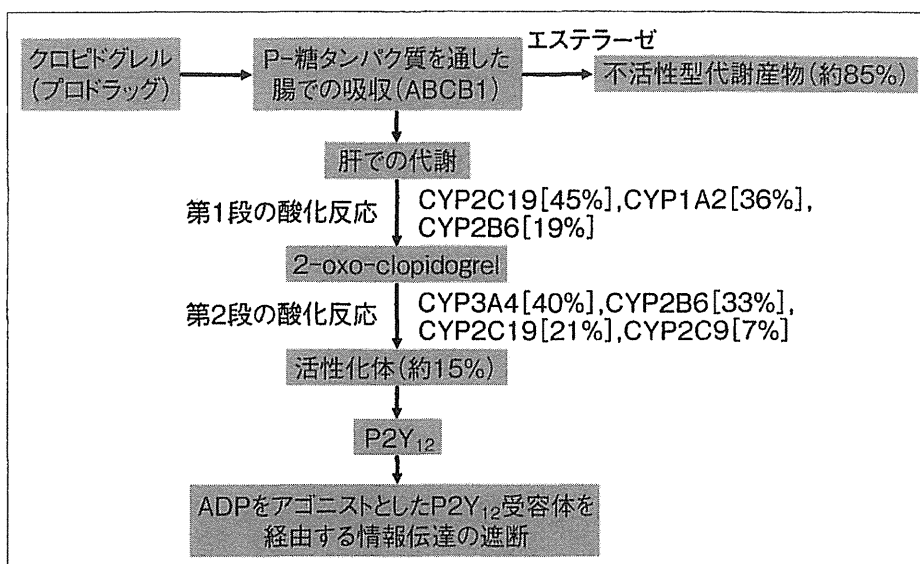 クロピドグレル
(プロドラッグ)
P-糖タンパク質を通した
腸での吸収(ABCB1)
エステラーゼ
不活性型代謝産物(約85%)
肝での代謝
第1段の酸化反応
CYP2C19[45%],CYP1A2[36%],
CYP2B6[19%]
2-oxo-clopidogrel
第2段の酸化反応
CYP3A4[40%],CYP2B6[33%],
CYP2C19[21%],CYP2C9[7%]
活性化体(約15%)
P2Y₁₂
ADPをアゴニストとしたP2Y₁₂受容体を
経由する情報伝達の遮断